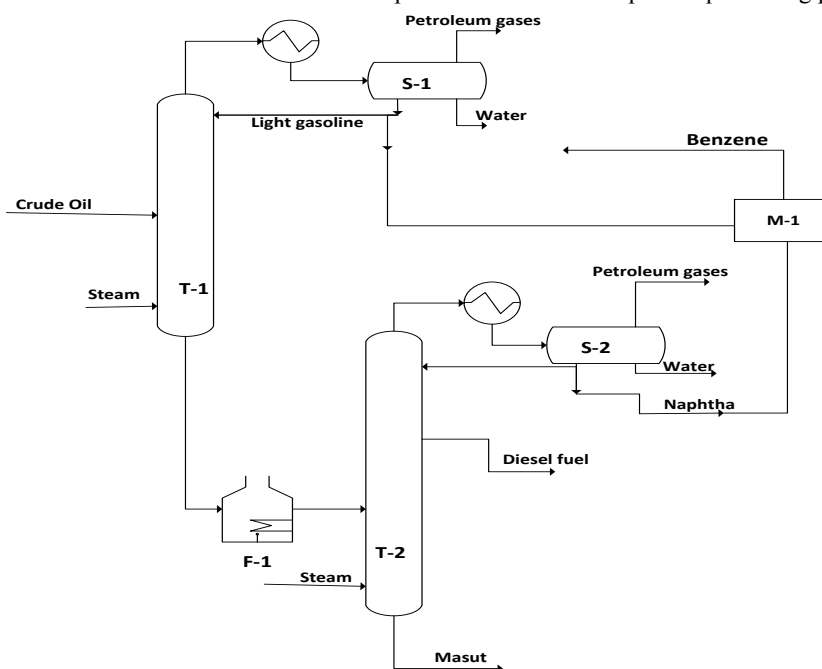 Petroleum gases
S-1
Water
Light gasoline
Benzene
M-1
Crude Oil
Steam
T-1
Petroleum gases
S-2
Water
Naphtha
Diesel fuel
F-1
T-2
Steam
Masut